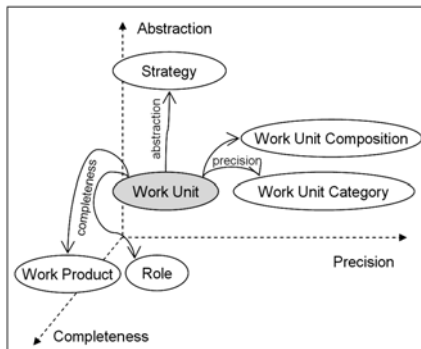 Abstraction
Strategy
abstraction
Work Unit Composition
precision
completeness
Work Unit
Work Unit Category
Work Product
Role
Precision
Completeness